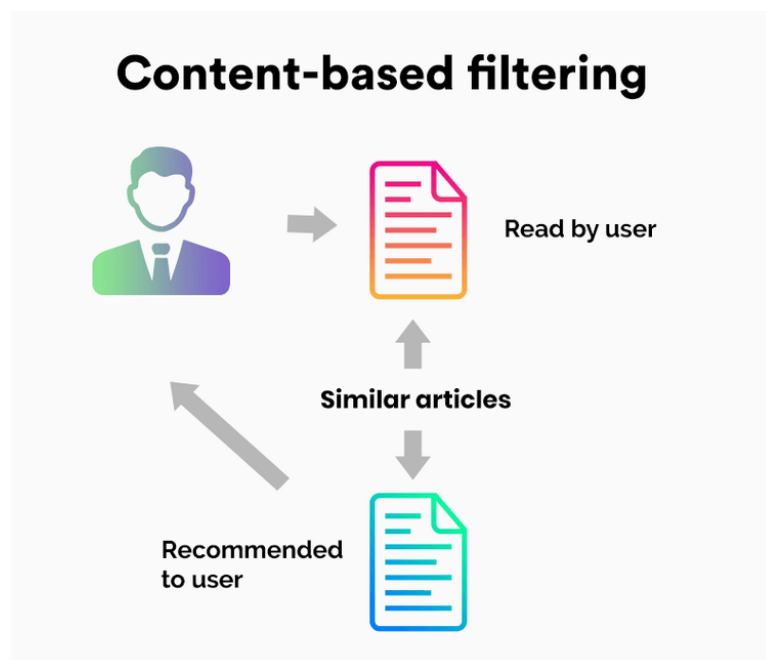 Content-based filtering
Read by user
Similar articles
Recommended
to user